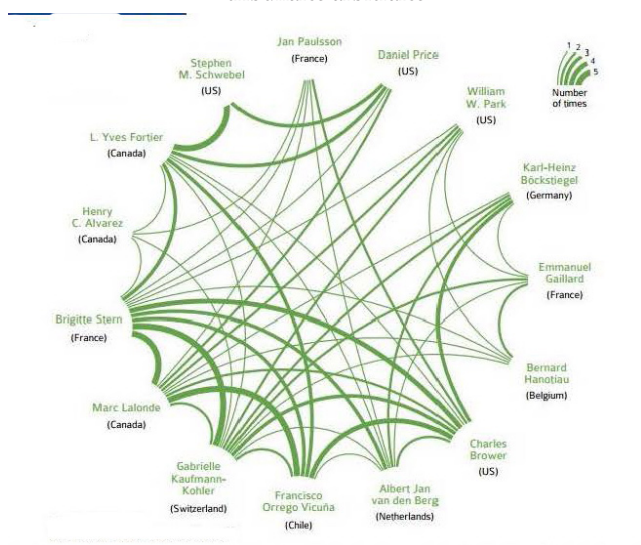 Jan Paulsson
(France)
Daniel Price
(US)
Stephen
M. Schwebel
(US)
William
W. Park
(US)
1 2 3 4 5
Number
of times
L. Yves Fortier
(Canada)
Karl-Heinz
Böckstiegel
(Germany)
Henry
C. Alvarez
(Canada)
Emmanuel
Gaillard
(France)
Brigitte Stern
(France)
Bernard
Hanotiau
(Belgium)
Marc Lalonde
(Canada)
Charles
Brower
(US)
Gabrielle
Kaufmann-
Kohler
(Switzerland)
Francisco
Orrego Vicuña
(Chile)
Albert Jan
van den Berg
(Netherlands)